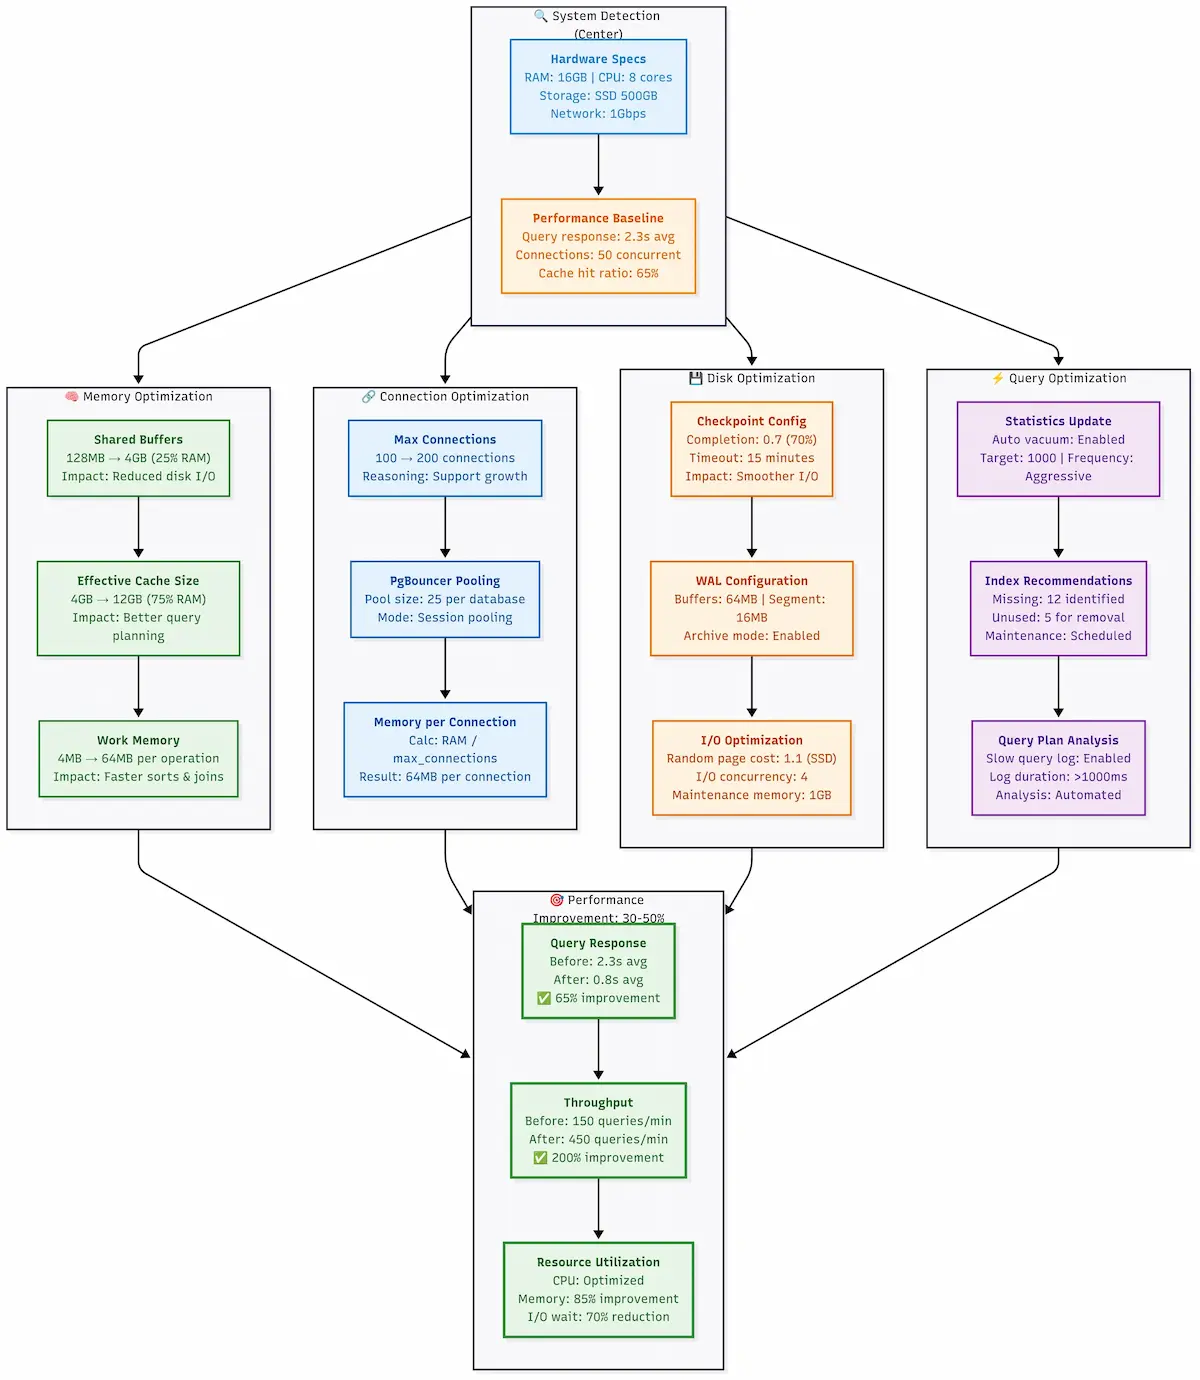 🔍 System Detection
(Center)
Hardware Specs
RAM: 16GB | CPU: 8 cores
Storage: SSD 500GB
Network: 1Gbps
Performance Baseline
Query response: 2.3s avg
Connections: 50 concurrent
Cache hit ratio: 65%
🧠 Memory Optimization
Shared Buffers
128MB → 4GB (25% RAM)
Impact: Reduced disk I/O
Effective Cache Size
4GB → 12GB (75% RAM)
Impact: Better query
planning
Work Memory
4MB → 64MB per operation
Impact: Faster sorts & joins
🔗 Connection Optimization
Max Connections
100 → 200 connections
Reasoning: Support growth
PgBouncer Pooling
Pool size: 25 per database
Mode: Session pooling
Memory per Connection
Calc: RAM /
max_connections
Result: 64MB per connection
💾 Disk Optimization
Checkpoint Config
Completion: 0.7 (70%)
Timeout: 15 minutes
Impact: Smoother I/O
WAL Configuration
Buffers: 64MB | Segment:
16MB
Archive mode: Enabled
I/O Optimization
Random page cost: 1.1 (SSD)
I/O concurrency: 4
Maintenance memory: 1GB
⚡ Query Optimization
Statistics Update
Auto vacuum: Enabled
Target: 1000 | Frequency:
Aggressive
Index Recommendations
Missing: 12 identified
Unused: 5 for removal
Maintenance: Scheduled
Query Plan Analysis
Slow query log: Enabled
Log duration: >1000ms
Analysis: Automated
🎯 Performance
Improvement: 30-50%
Query Response
Before: 2.3s avg
After: 0.8s avg
✅ 65% improvement
Throughput
Before: 150 queries/min
After: 450 queries/min
✅ 200% improvement
Resource Utilization
CPU: Optimized
Memory: 85% improvement
I/O wait: 70% reduction